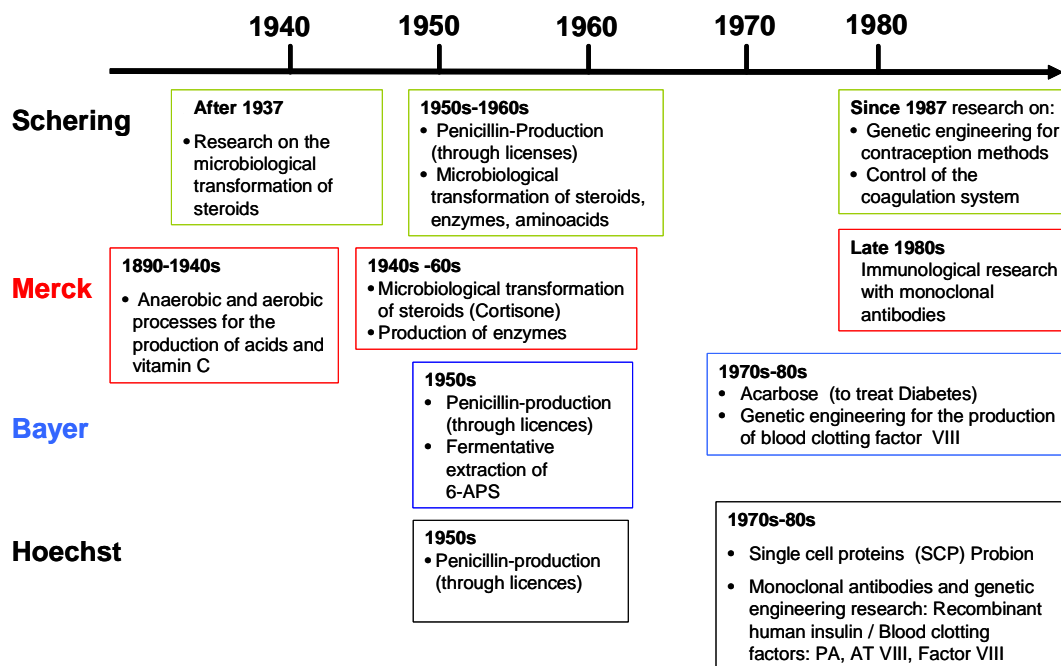 1940 1950 1960 1970 1980
Schering
After 1937
• Research on the
microbiological
transformation of
steroids
1950s-1960s
• Penicillin-Production
(through licenses)
• Microbiological
transformation of steroids,
enzymes, aminoacids
Since 1987 research on:
• Genetic engineering for
contraception methods
• Control of the
coagulation system
Merck
1890-1940s
• Anaerobic and aerobic
processes for the
production of acids and
vitamin C
1940s -60s
• Microbiological transformation
of steroids (Cortisone)
• Production of enzymes
Late 1980s
Immunological research
with monoclonal
antibodies
Bayer
1950s
• Penicillin-production
(through licences)
• Fermentative
extraction of
6-APS
1970s-80s
• Acarbose (to treat Diabetes)
• Genetic engineering for the production
of blood clotting factor VIII
Hoechst
1950s
• Penicillin-production
(through licences)
1970s-80s
• Single cell proteins (SCP) Probion
• Monoclonal antibodies and genetic
engineering research: Recombinant
human insulin / Blood clotting
factors: PA, AT VIII, Factor VIII